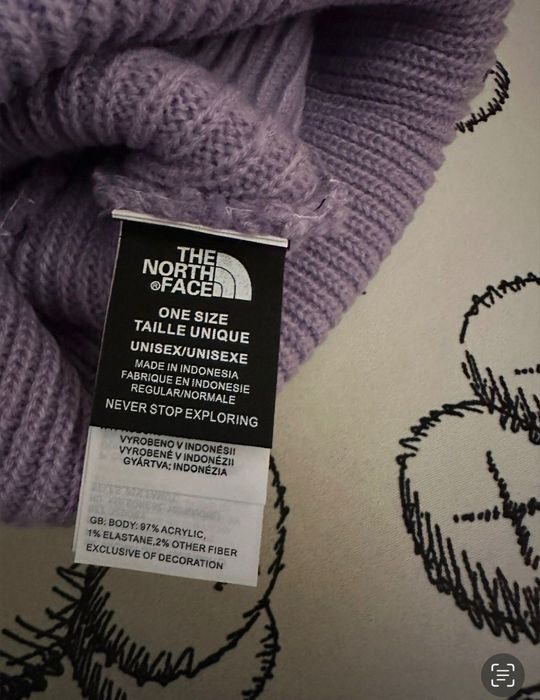 THE
NORTH
®FACE
ONE SIZE
TAILLE UNIQUE
UNISEX/UNISEXE
MADE IN INDONESIA
FABRIQUE EN INDONESIE
REGULAR/NORMALE
NEVER STOP EXPLORING
VYROBENO V INDONÉSII
VYROBENÉ V INDONÉZII
GYÁRTVA; INDONÉZIA
GB: BODY: 97% ACRYLIC,
1% ELASTANE,2% OTHER FIBER
EXCLUSIVE OF DECORATION